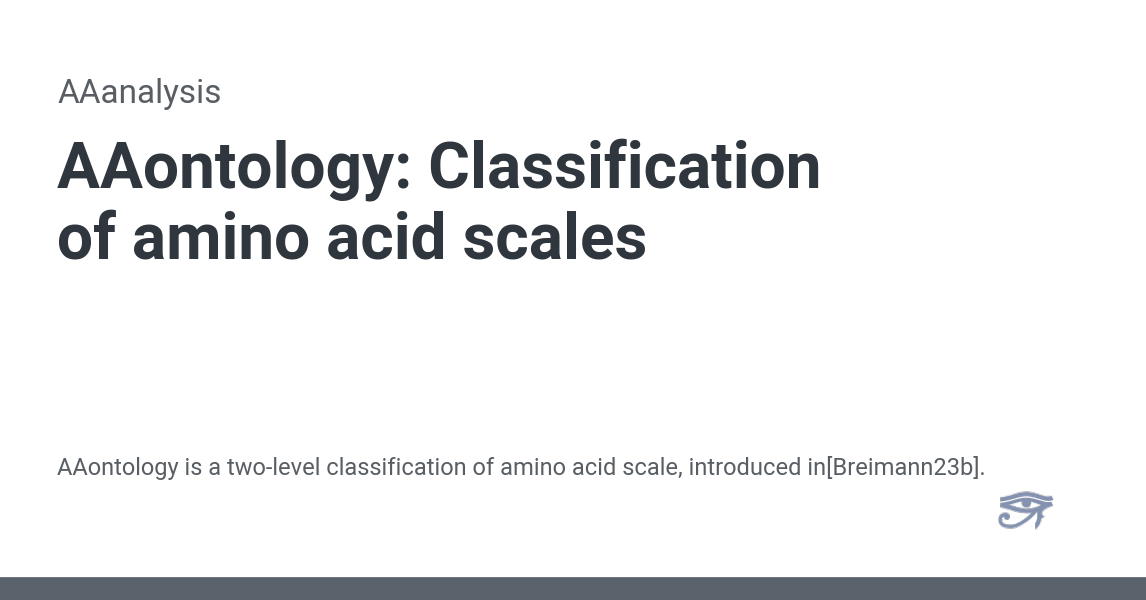 AAanalysis
AAontology: Classification
of amino acid scales
AAontology is a two-level classification of amino acid scale, introduced in[Breimann23b].